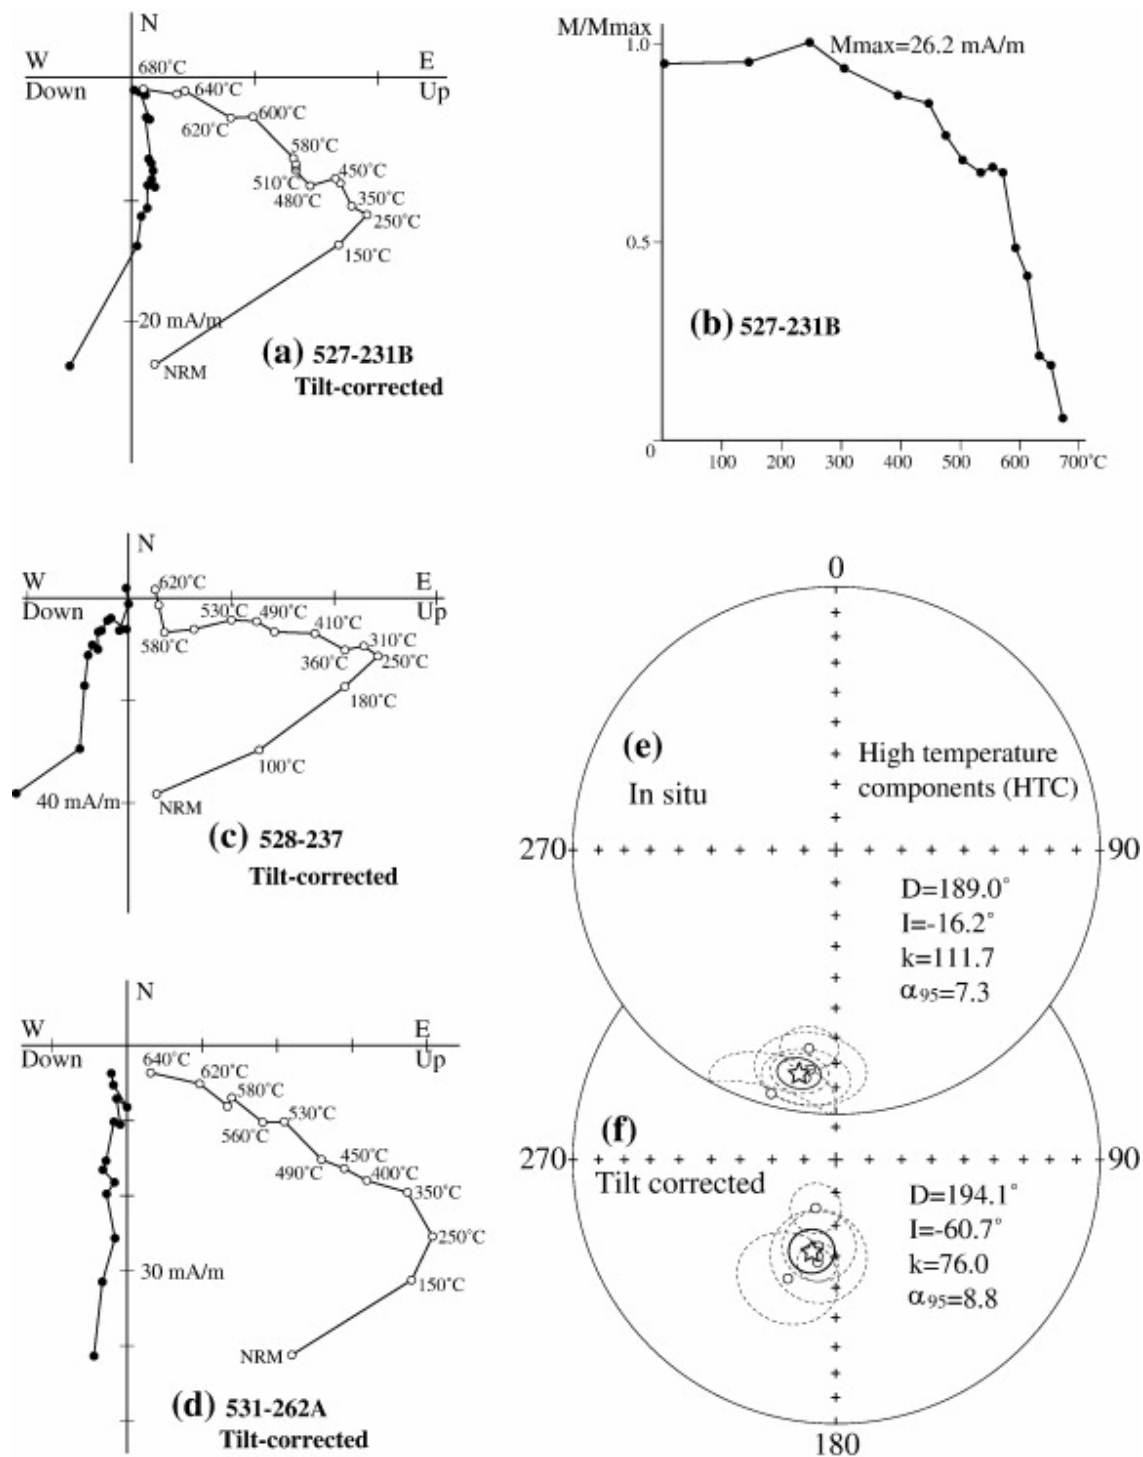 N
W E
Down Up
680°C
640°C
620°C
600°C
580°C
510°C
480°C
450°C
350°C
250°C
150°C
20 mA/m
NRM
(a) 527-231B
Tilt-corrected
M/Mmax
1.0
Mmax=26.2 mA/m
0.5
(b) 527-231B
0
100 200 300 400 500 600 700°C
N
W E
Down Up
620°C
580°C
530°C
490°C
410°C
360°C
310°C
250°C
180°C
100°C
40 mA/m
NRM
(c) 528-237
Tilt-corrected
N
W E
Down Up
640°C
620°C
580°C
560°C
530°C
490°C
450°C
400°C
350°C
250°C
150°C
30 mA/m
NRM
(d) 531-262A
Tilt-corrected
0
(e)
In situ
High temperature
components (HTC)
270 90
D=189.0°
I=-16.2°
k=111.7
α95=7.3
(f)
270 90
Tilt corrected
D=194.1°
I=-60.7°
k=76.0
α95=8.8
180